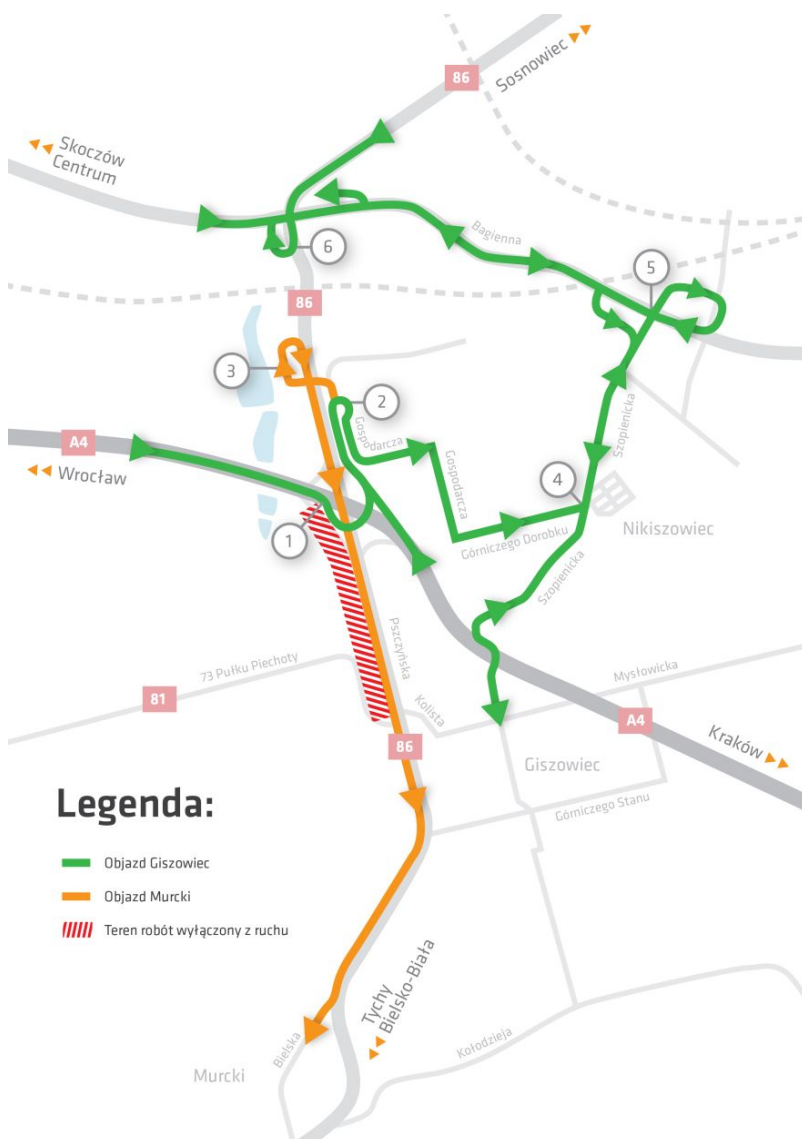 Sosnowiec
86
Skoczów
Centrum
Bagienna
6
5
86
3
2
A4
Wrocław
Gospodarcza
Gospodarcza
Szopienicka
4
1
Górniczego Dorobku
Nikiszowiec
Szopienicka
Pszczyńska
73 Pułku Piechoty
Mysłowicka
81
Kolista
A4
Kraków
86
Giszowiec
Górniczego Stanu
Legenda:
Objazd Giszowiec
Objazd Murcki
Teren robót wyłączony z ruchu
Tychy
Bielsko-Biała
Bielska
Kołodzieja
Murcki